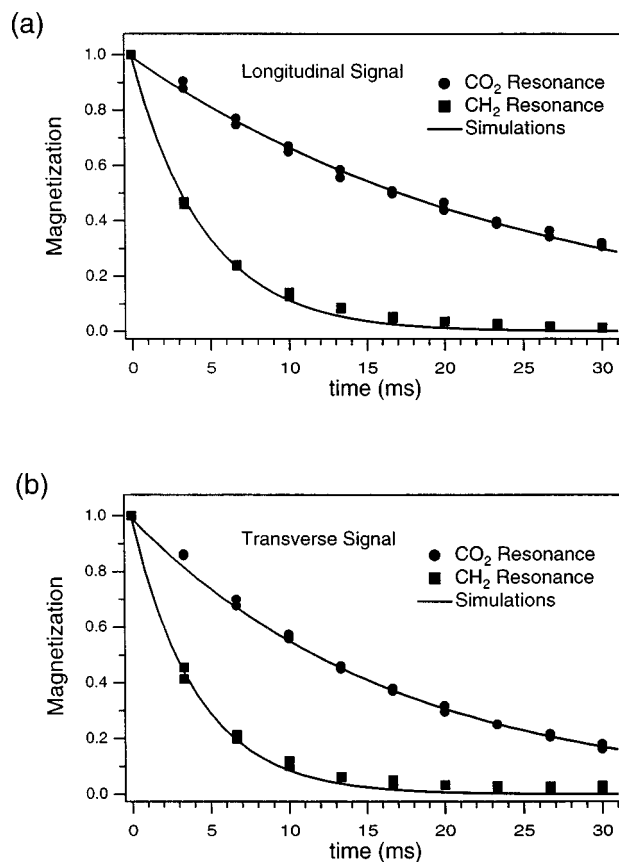 (a)
1.0
0.8
0.6
0.4
0.2
0.0
Magnetization
Longitudinal Signal
CO₂ Resonance
CH₂ Resonance
Simulations
0 5 10 15 20 25 30
time (ms)
(b)
1.0
0.8
0.6
0.4
0.2
0.0
Magnetization
Transverse Signal
CO₂ Resonance
CH₂ Resonance
Simulations
0 5 10 15 20 25 30
time (ms)